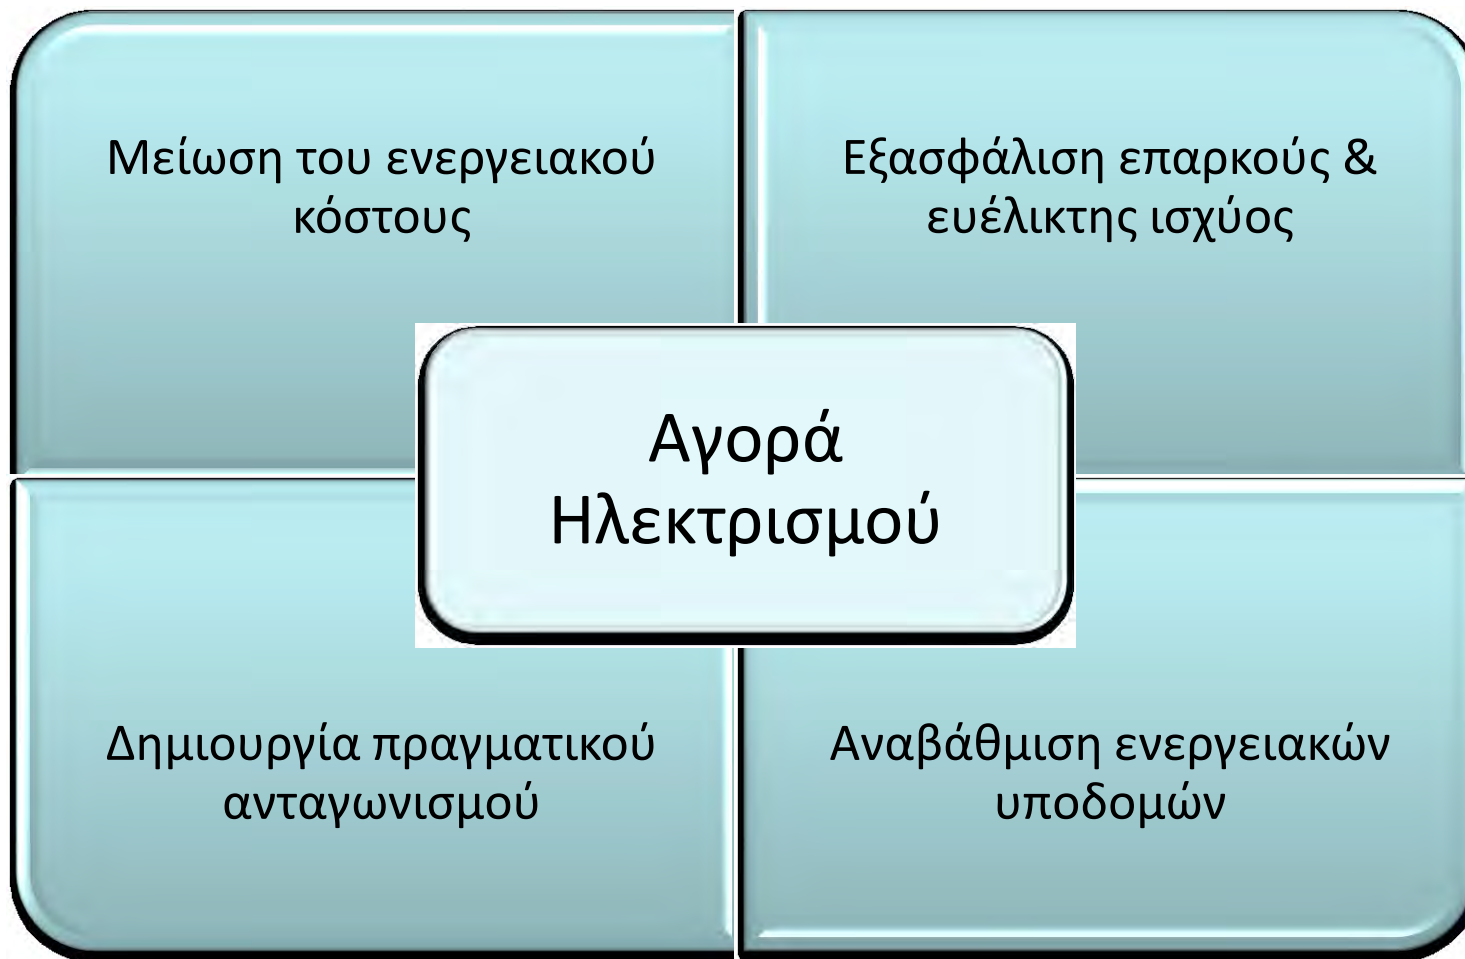 Μείωση του ενεργειακού
κόστους
Εξασφάλιση επαρκούς &
ευέλικτης ισχύος
Αγορά
Ηλεκτρισμού
Δημιουργία πραγματικού
ανταγωνισμού
Αναβάθμιση ενεργειακών
υποδομών